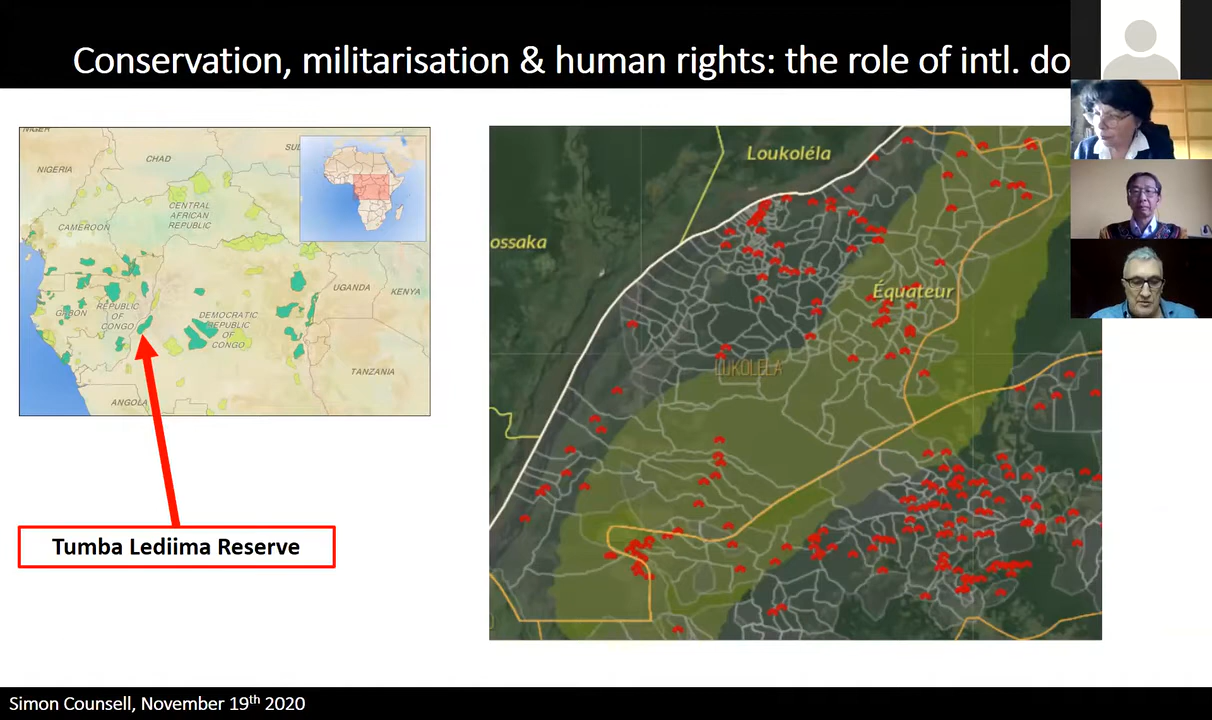 Conservation, militarisation & human rights: the role of intl. do
NIGERIA
CHAD
CENTRAL
AFRICAN
REPUBLIC
CAMEROON
UGANDA
KENYA
GABON
REPUBLIC
OF
CONGO
DEMOCRATIC
REPUBLIC
OF
CONGO
TANZANIA
ANGOLA
Tumba Lediima Reserve
Loukoléla
ossaka
Équateur
LUKOLELA
Simon Counsell, November 19th 2020